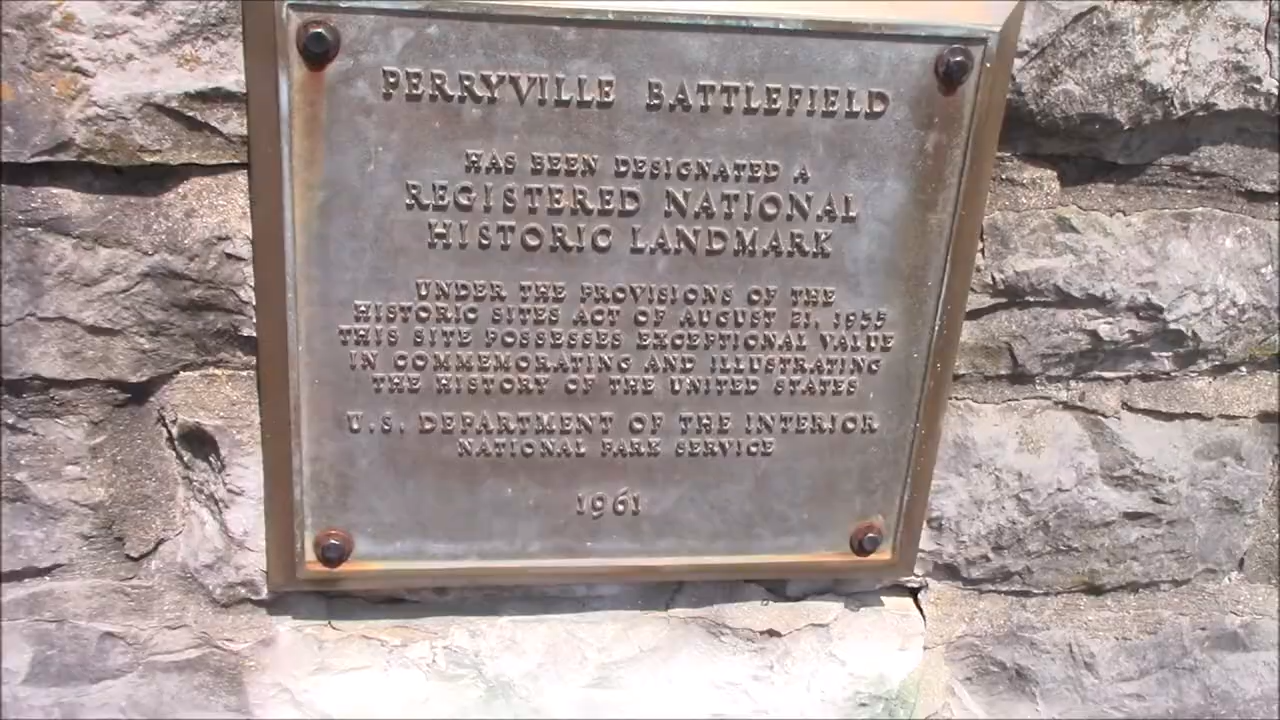 PERRYVILLE BATTLEFIELD
HAS BEEN DESIGNATED A
REGISTERED NATIONAL
HISTORIC LANDMARK
UNDER THE PROVISIONS OF THE
HISTORIC SITES ACT OF AUGUST 21, 1935
THIS SITE POSSESSES EXCEPTIONAL VALUE
IN COMMEMORATING AND ILLUSTRATING
THE HISTORY OF THE UNITED STATES
U.S. DEPARTMENT OF THE INTERIOR
NATIONAL PARK SERVICE
1961